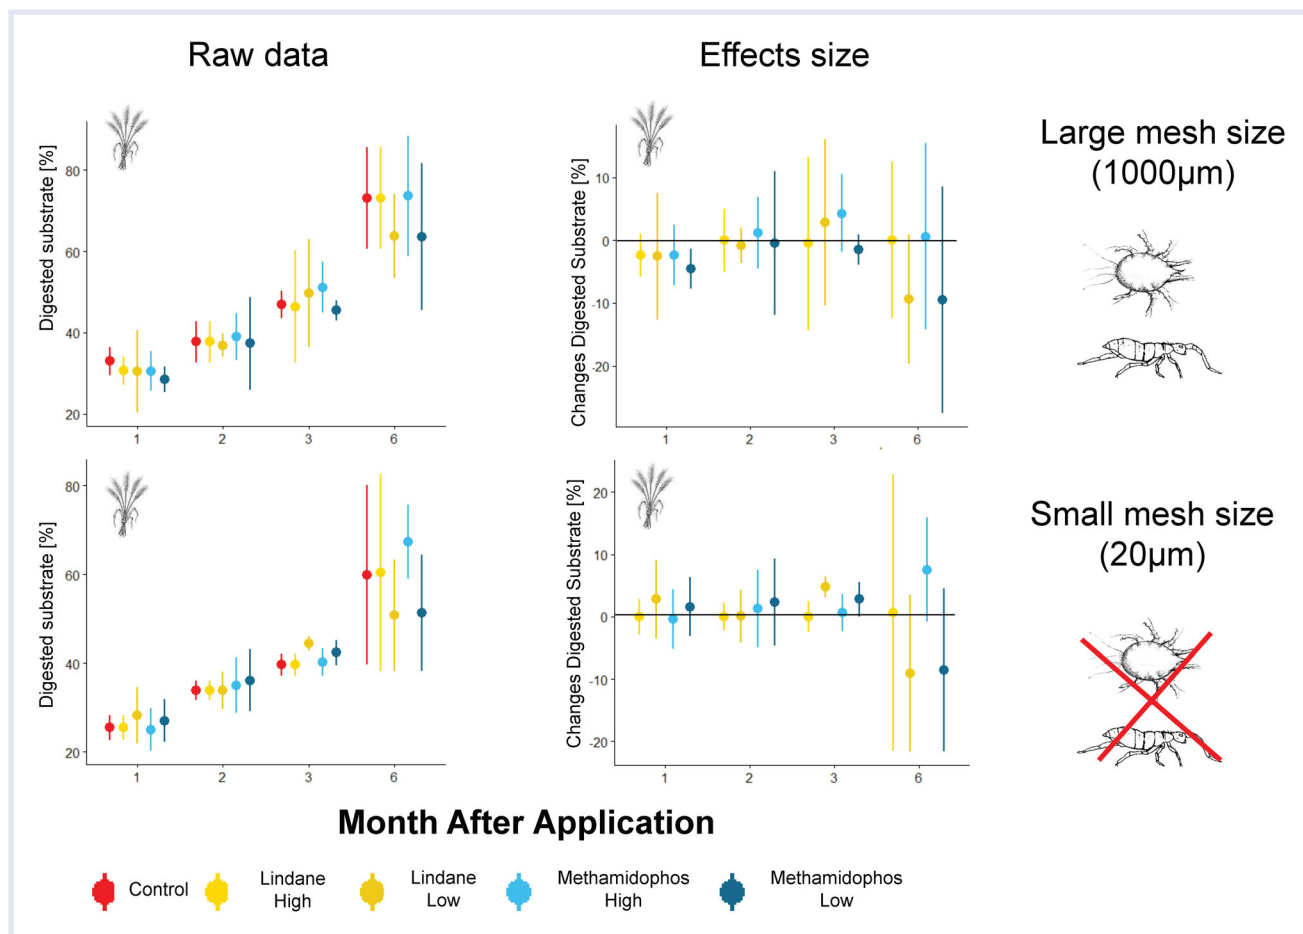 Raw data
Effects size
Large mesh size
(1000µm)
Digested substrate [%]
80
60
40
20
1
2
3
6
Changes Digested Substrate [%]
10
0
-10
-20
1
2
3
6
Small mesh size
(20µm)
Digested substrate [%]
80
60
40
20
1
2
3
6
Changes Digested Substrate [%]
20
10
0
-10
-20
1
2
3
6
Month After Application
Control
Lindane
High
Lindane
Low
Methamidophos
High
Methamidophos
Low